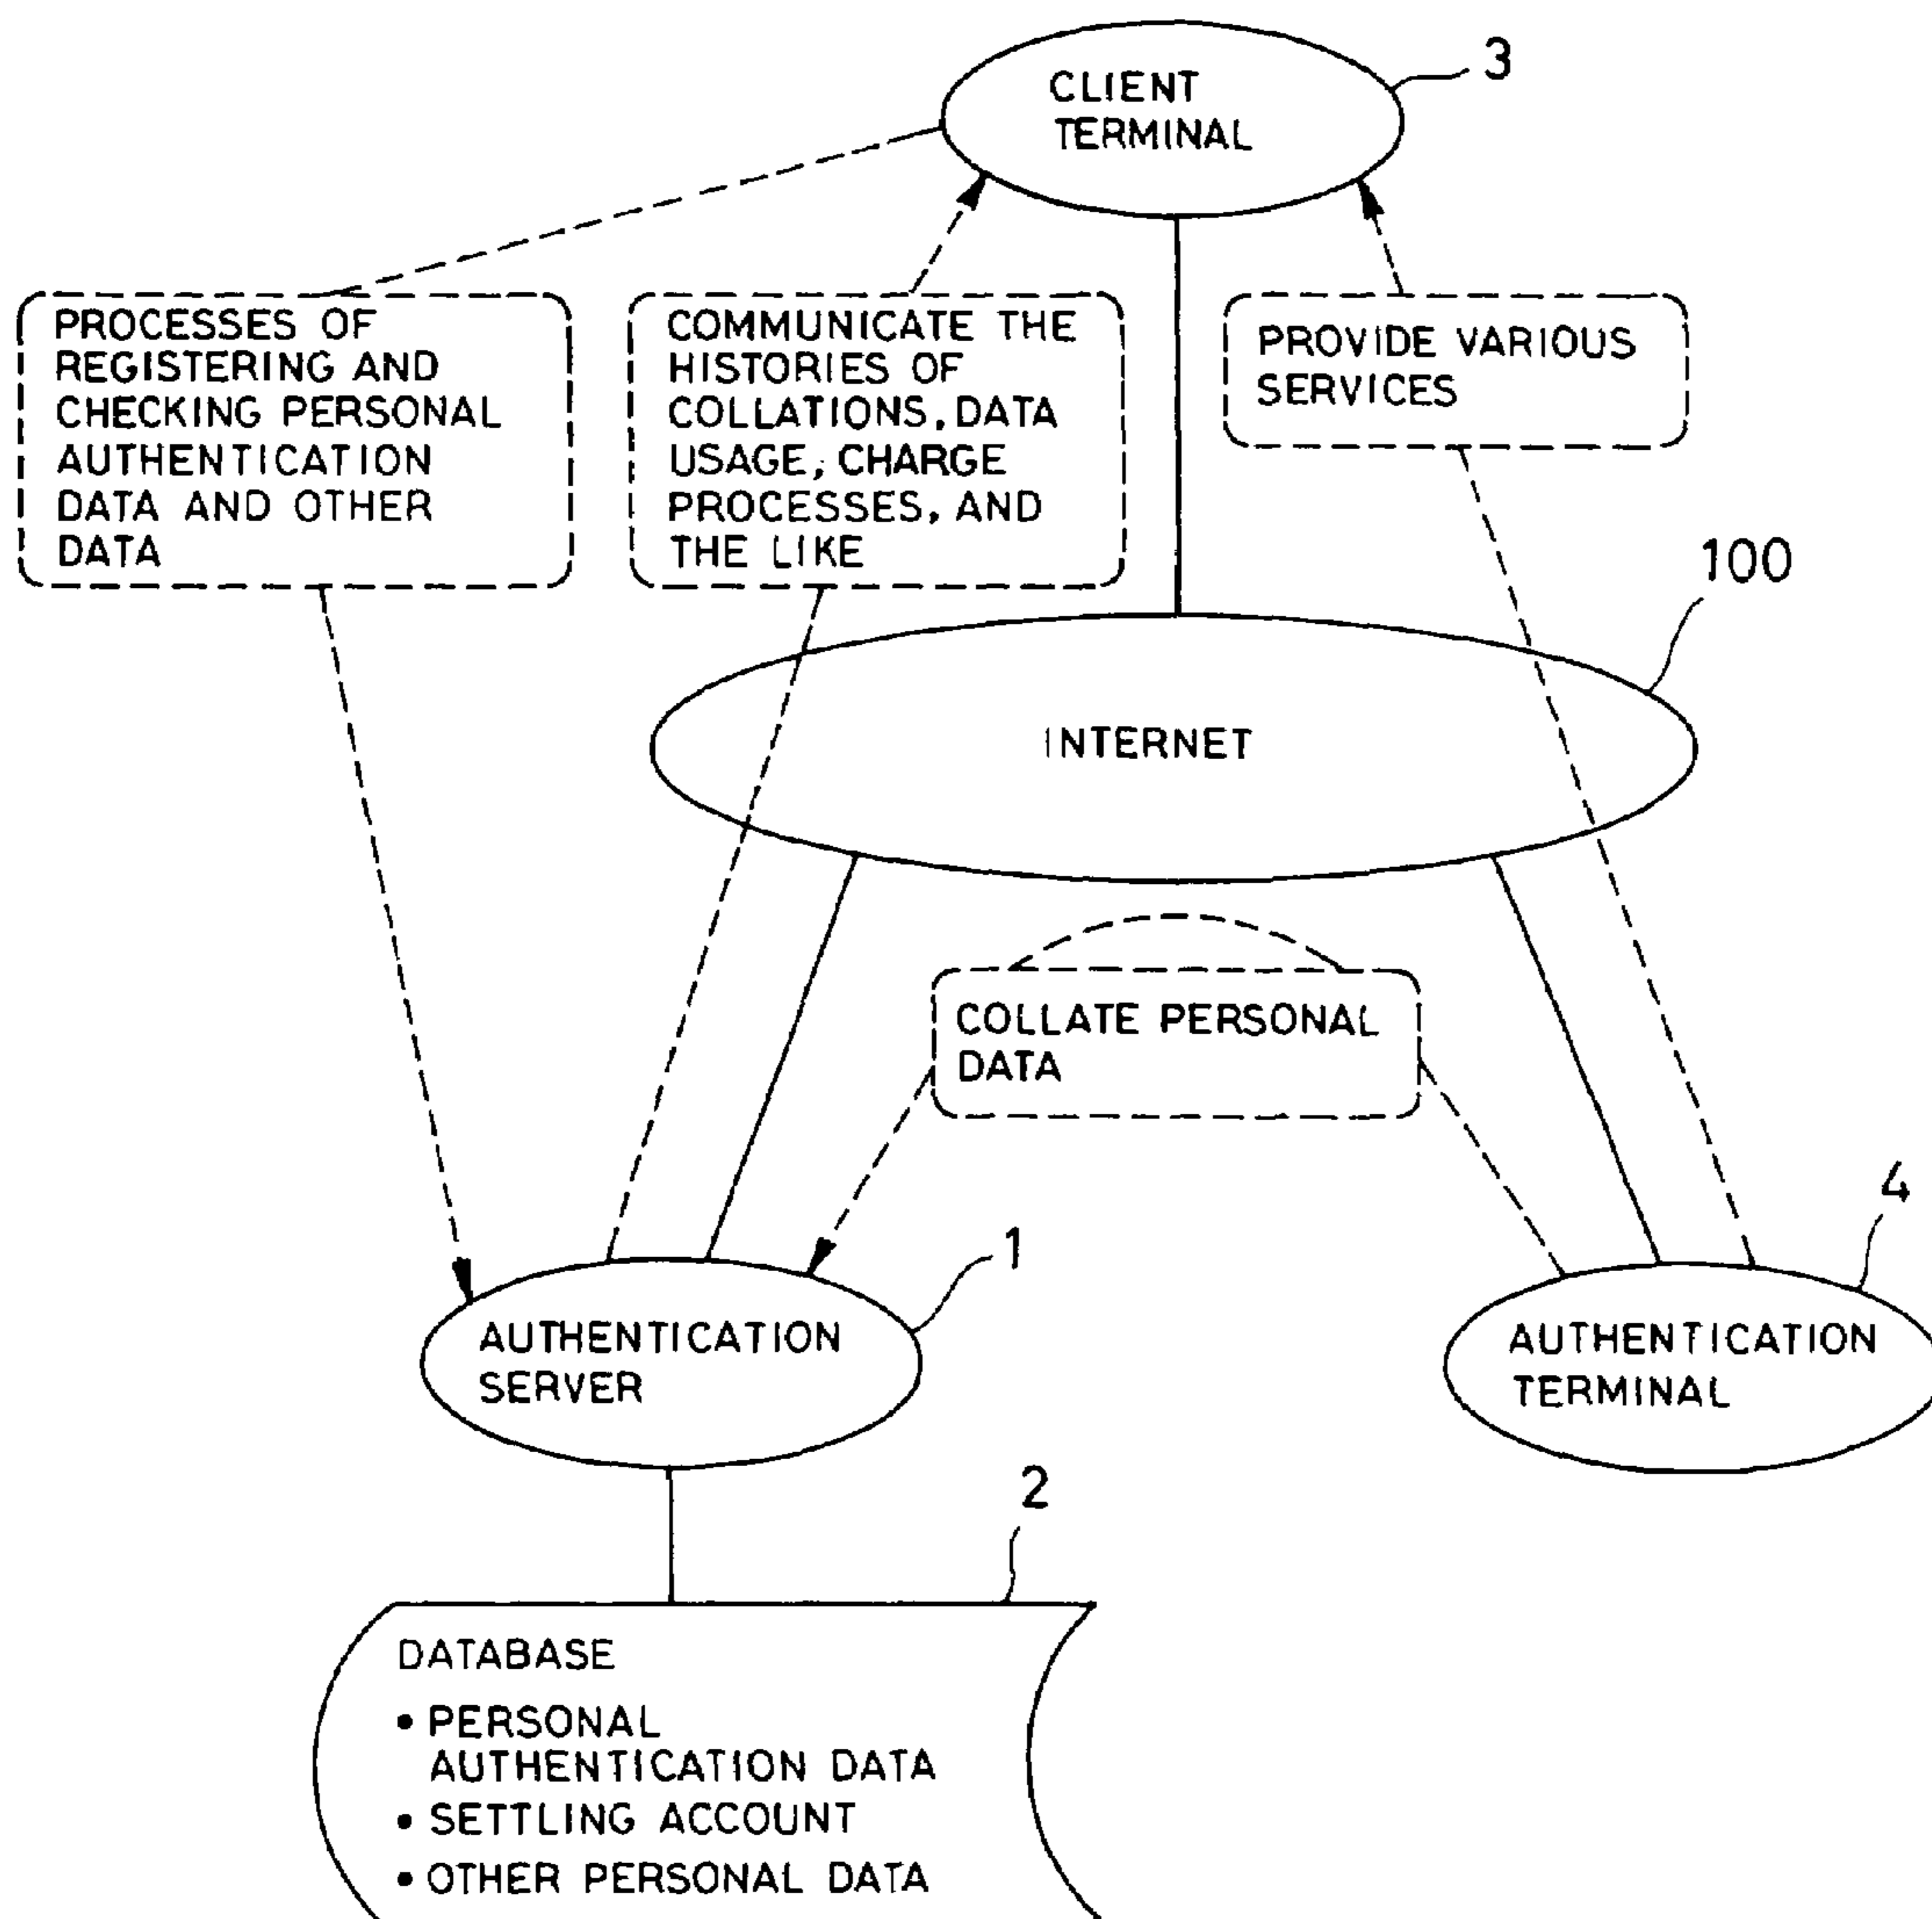 CLIENT
TERMINAL
3
PROCESSES OF
REGISTERING AND
CHECKING PERSONAL
AUTHENTICATION
DATA AND OTHER
DATA
COMMUNICATE THE
HISTORIES OF
COLLATIONS, DATA
USAGE, CHARGE
PROCESSES, AND
THE LIKE
PROVIDE VARIOUS
SERVICES
100
INTERNET
COLLATE PERSONAL
DATA
1
AUTHENTICATION
SERVER
4
AUTHENTICATION
TERMINAL
2
DATABASE
• PERSONAL
AUTHENTICATION DATA
• SETTLING ACCOUNT
• OTHER PERSONAL DATA